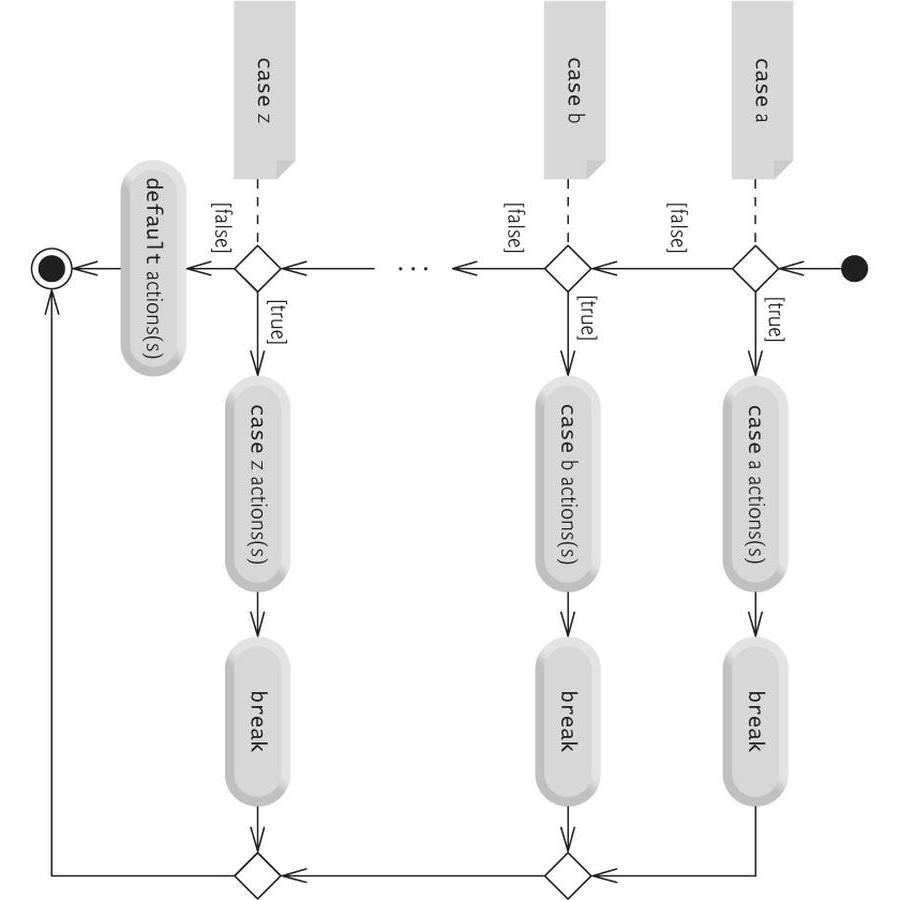 case a
[true]
case a actions(s)
break
[false]
case b
[true]
case b actions(s)
break
[false]
...
case z
[true]
case z actions(s)
break
[false]
default actions(s)